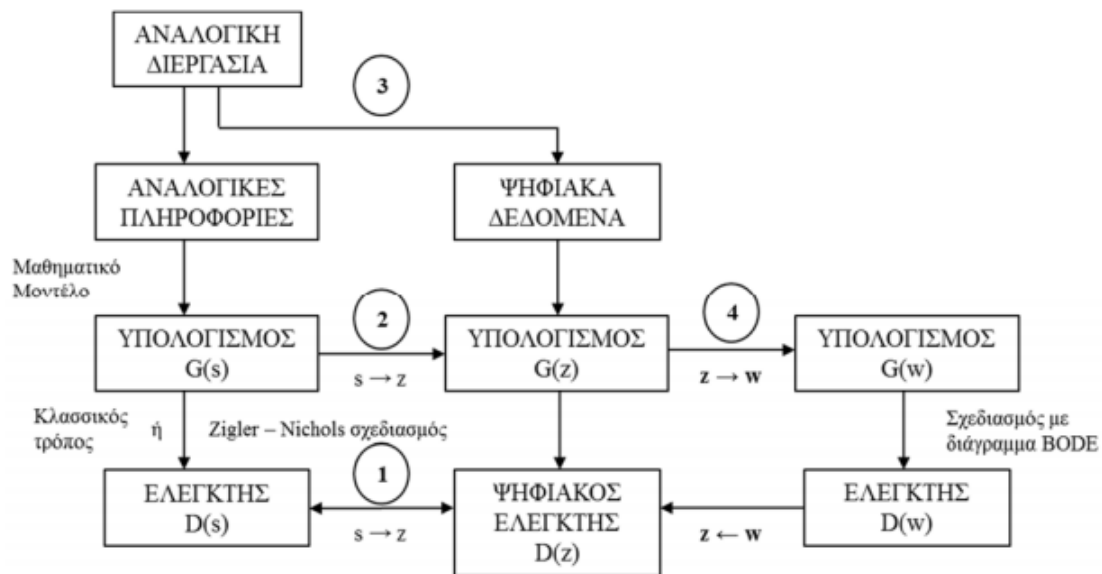 ΑΝΑΛΟΓΙΚΗ
ΔΙΕΡΓΑΣΙΑ
3
ΑΝΑΛΟΓΙΚΕΣ
ΠΛΗΡΟΦΟΡΙΕΣ
ΨΗΦΙΑΚΑ
ΔΕΔΟΜΕΝΑ
Μαθηματικό
Μοντέλο
2
4
ΥΠΟΛΟΓΙΣΜΟΣ
G(s)
s → z
ΥΠΟΛΟΓΙΣΜΟΣ
G(z)
z → w
ΥΠΟΛΟΓΙΣΜΟΣ
G(w)
Κλασσικός
τρόπος
ή
Zigler – Nichols σχεδιασμός
Σχεδιασμός με
διάγραμμα BODE
1
ΕΛΕΓΚΤΗΣ
D(s)
s → z
ΨΗΦΙΑΚΟΣ
ΕΛΕΓΚΤΗΣ
D(z)
z ← w
ΕΛΕΓΚΤΗΣ
D(w)